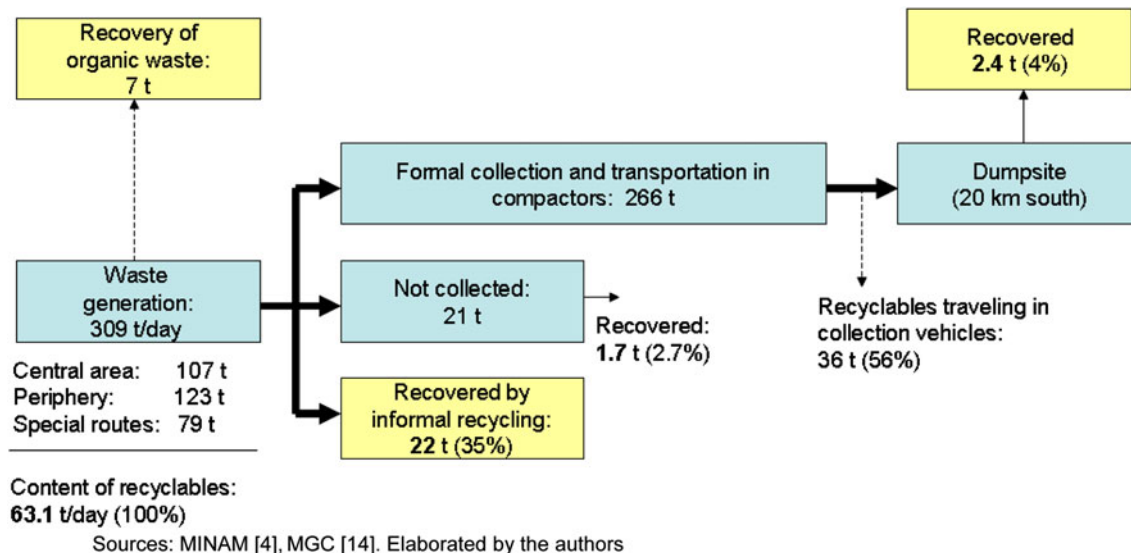 Recovery of
organic waste:
7 t
Recovered
2.4 t (4%)
Formal collection and transportation in
compactors: 266 t
Dumpsite
(20 km south)
Waste
generation:
309 t/day
Not collected:
21 t
Recovered:
1.7 t (2.7%)
Recyclables traveling in
collection vehicles:
36 t (56%)
Central area: 107 t
Periphery: 123 t
Special routes: 79 t
Recovered by
informal recycling:
22 t (35%)
Content of recyclables:
63.1 t/day (100%)
Sources: MINAM [4], MGC [14]. Elaborated by the authors